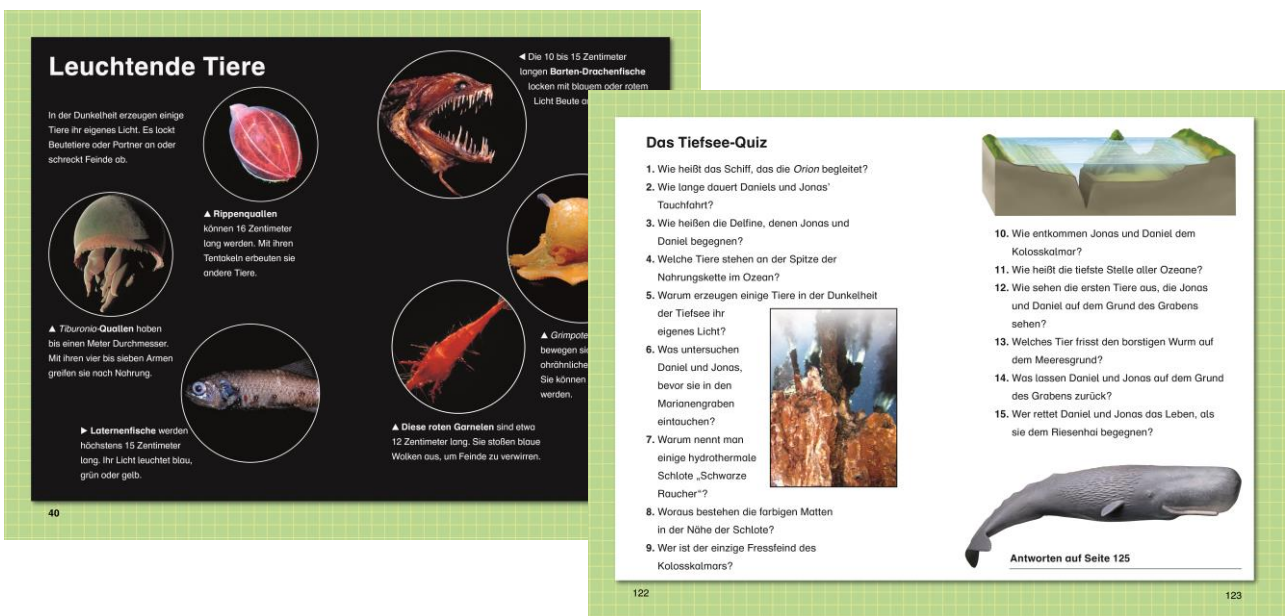 Leuchtende Tiere
In der Dunkelheit erzeugen einige
Tiere ihr eigenes Licht. Es lockt
Beutetiere oder Partner an oder
schreckt Feinde ab.
▲ Rippenquallen
können 16 Zentimeter
lang werden. Mit ihren
Tentakeln erbeuten sie
andere Tiere.
▲ Tiburonia-Quallen haben
bis einen Meter Durchmesser.
Mit ihren vier bis sieben Armen
greifen sie nach Nahrung.
▶ Laternenfische werden
höchstens 15 Zentimeter
lang. Ihr Licht leuchtet blau,
grün oder gelb.
40
◀ Die 10 bis 15 Zentimeter
langen Barten-Drachenfische
locken mit blauem oder rotem
Licht Beute
▲ Diese roten Garnelen sind etwa
12 Zentimeter lang. Sie stoßen blaue
Wolken aus, um Feinde zu verwirren.
▲
bewegen
Sie können
werden.
Das Tiefsee-Quiz
1. Wie heißt das Schiff, das die Orion begleitet?
2. Wie lange dauert Daniels und Jonas'
Tauchfahrt?
3. Wie heißen die Delfine, denen Jonas und
Daniel begegnen?
4. Welche Tiere stehen an der Spitze der
Nahrungskette im Ozean?
5. Warum erzeugen einige Tiere in der Dunkelheit
der Tiefsee ihr
eigenes Licht?
6. Was untersuchen
Daniel und Jonas,
bevor sie in den
Marianengraben
eintauchen?
7. Warum nennt man
einige hydrothermale
Schlote „Schwarze
Raucher“?
8. Woraus bestehen die farbigen Matten
in der Nähe der Schlote?
9. Wer ist der einzige Fressfeind des
Kolosskalmars?
122
10. Wie entkommen Jonas und Daniel dem
Kolosskalmar?
11. Wie heißt die tiefste Stelle aller Ozeane?
12. Wie sehen die ersten Tiere aus, die Jonas
und Daniel auf dem Grund des Grabens
sehen?
13. Welches Tier frisst den borstigen Wurm auf
dem Meeresgrund?
14. Was lassen Daniel und Jonas auf dem Grund
des Grabens zurück?
15. Wer rettet Daniel und Jonas das Leben, als
sie dem Riesenhai begegnen?
Antworten auf Seite 125
123